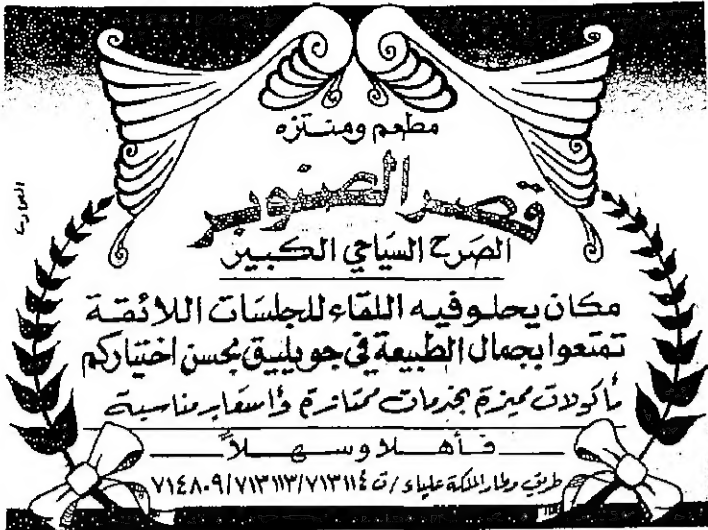 مطعم ومنتزه
قصر الصنوبر
الصرح السياحي الكبير
مكان يحلو فيه اللقاء للجلسات اللائقة
تمتعوا بجمال الطبيعة في جو يليق بحسن اختياركم
مأكولات مميزة بخدمات ممتازة وأسعار مناسبة
فأهلا وسهلاً
طريق مطار الملكة علياء / ت ٧١٣١١٤/٧١٣١١٣/٧١٤٨٠٩